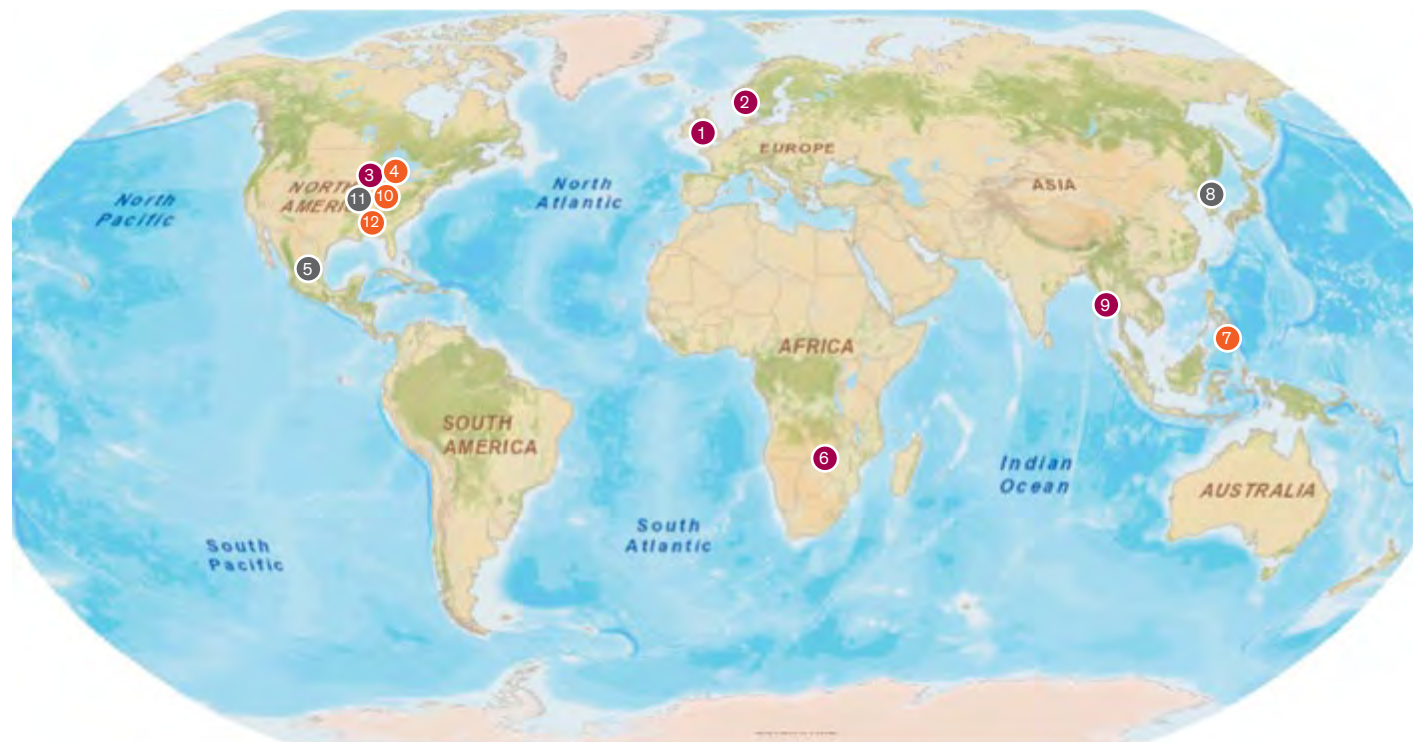 2
1
EUROPE
3
4
NORTH
AMERIC
11
10
12
North
Pacific
North
Atlantic
ASIA
8
5
9
7
AFRICA
SOUTH
AMERICA
6
Indian
Ocean
AUSTRALIA
South
Atlantic
South
Pacific